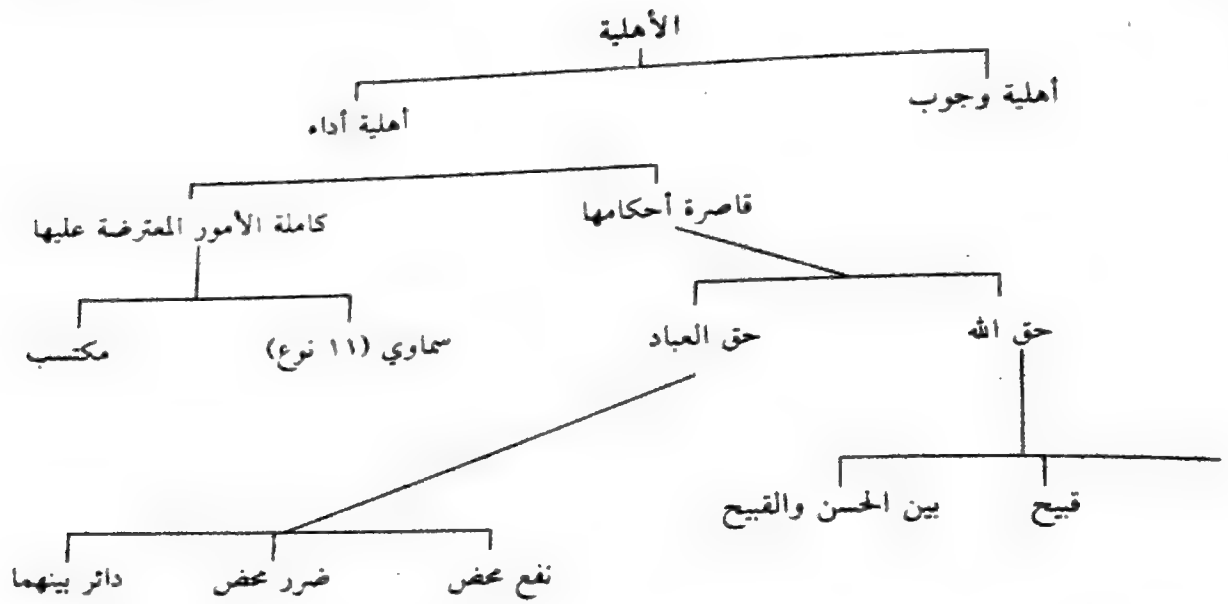 الأهلية
أهلية وجوب
أهلية أداء
قاصرة أحكامها
كاملة الأمور المعترضة عليها
حق الله
حق العباد
سماوي (١١ نوع)
مكتسب
قبيح
بين الحسن والقبيح
نفع محض
ضرر محض
دائر بينهما